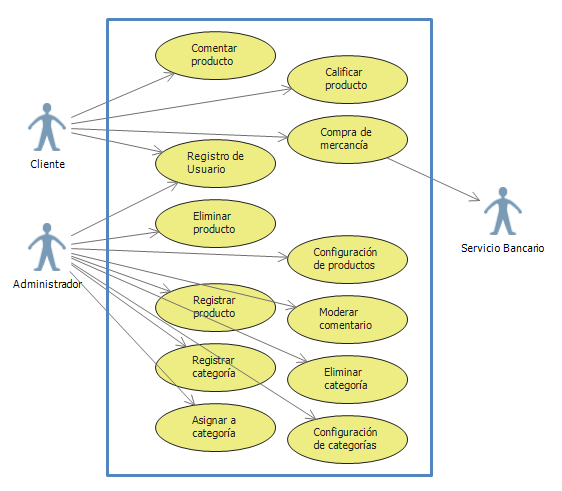 Comentar
producto
Calificar
producto
Compra de
mercancía
Cliente
Registro de
Usuario
Eliminar
producto
Servicio Bancario
Configuración
de productos
Administrador
Registrar
producto
Moderar
comentario
Registrar
categoría
Eliminar
categoría
Asignar a
categoría
Configuración
de categorías